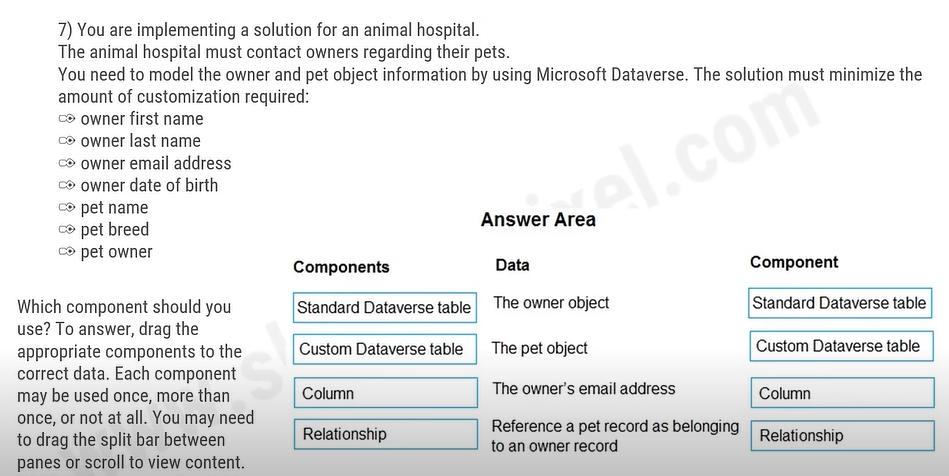 7) You are implementing a solution for an animal hospital.
The animal hospital must contact owners regarding their pets.
You need to model the owner and pet object information by using Microsoft Dataverse. The solution must minimize the
amount of customization required:
owner first name
owner last name
owner email address
owner date of birth
pet name
pet breed
pet owner
Which component should you
use? To answer, drag the
appropriate components to the
correct data. Each component
may be used once, more than
once, or not at all. You may need
to drag the split bar between
panes or scroll to view content.
Answer Area
Components Data Component
Standard Dataverse table The owner object Standard Dataverse table
Custom Dataverse table The pet object Custom Dataverse table
Column The owner's email address Column
Relationship Reference a pet record as belonging
to an owner record Relationship